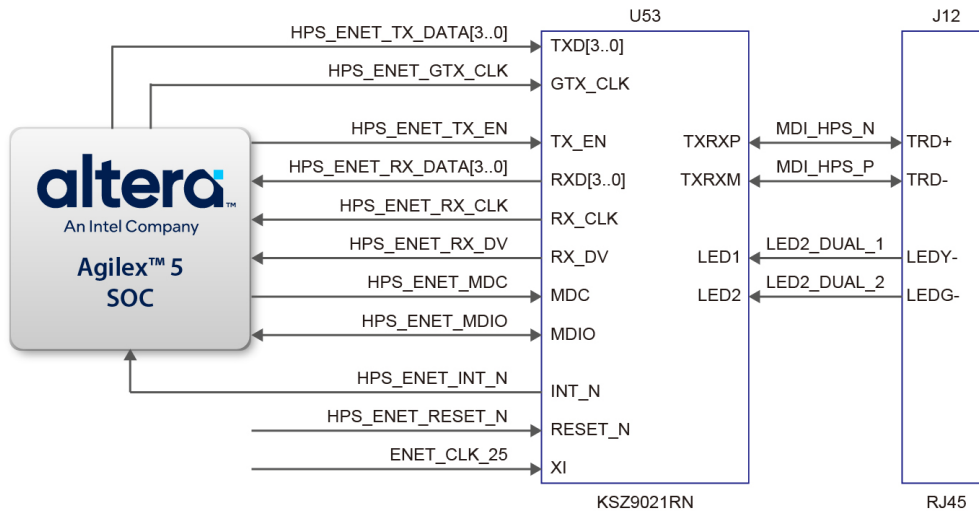 U53
J12
HPS_ENET_TX_DATA[3..0]
TXD[3..0]
HPS_ENET_GTX_CLK
GTX_CLK
HPS_ENET_TX_EN
TX_EN
TXRXP
MDI_HPS_N
TRD+
HPS_ENET_RX_DATA[3..0]
RXD[3..0]
TXRXM
MDI_HPS_P
TRD-
HPS_ENET_RX_CLK
RX_CLK
HPS_ENET_RX_DV
RX_DV
LED1
LED2_DUAL_1
LEDY-
HPS_ENET_MDC
MDC
LED2
LED2_DUAL_2
LEDG-
HPS_ENET_MDIO
MDIO
altera™
An Intel Company
Agilex™ 5
SOC
HPS_ENET_INT_N
INT_N
HPS_ENET_RESET_N
RESET_N
ENET_CLK_25
XI
KSZ9021RN
RJ45